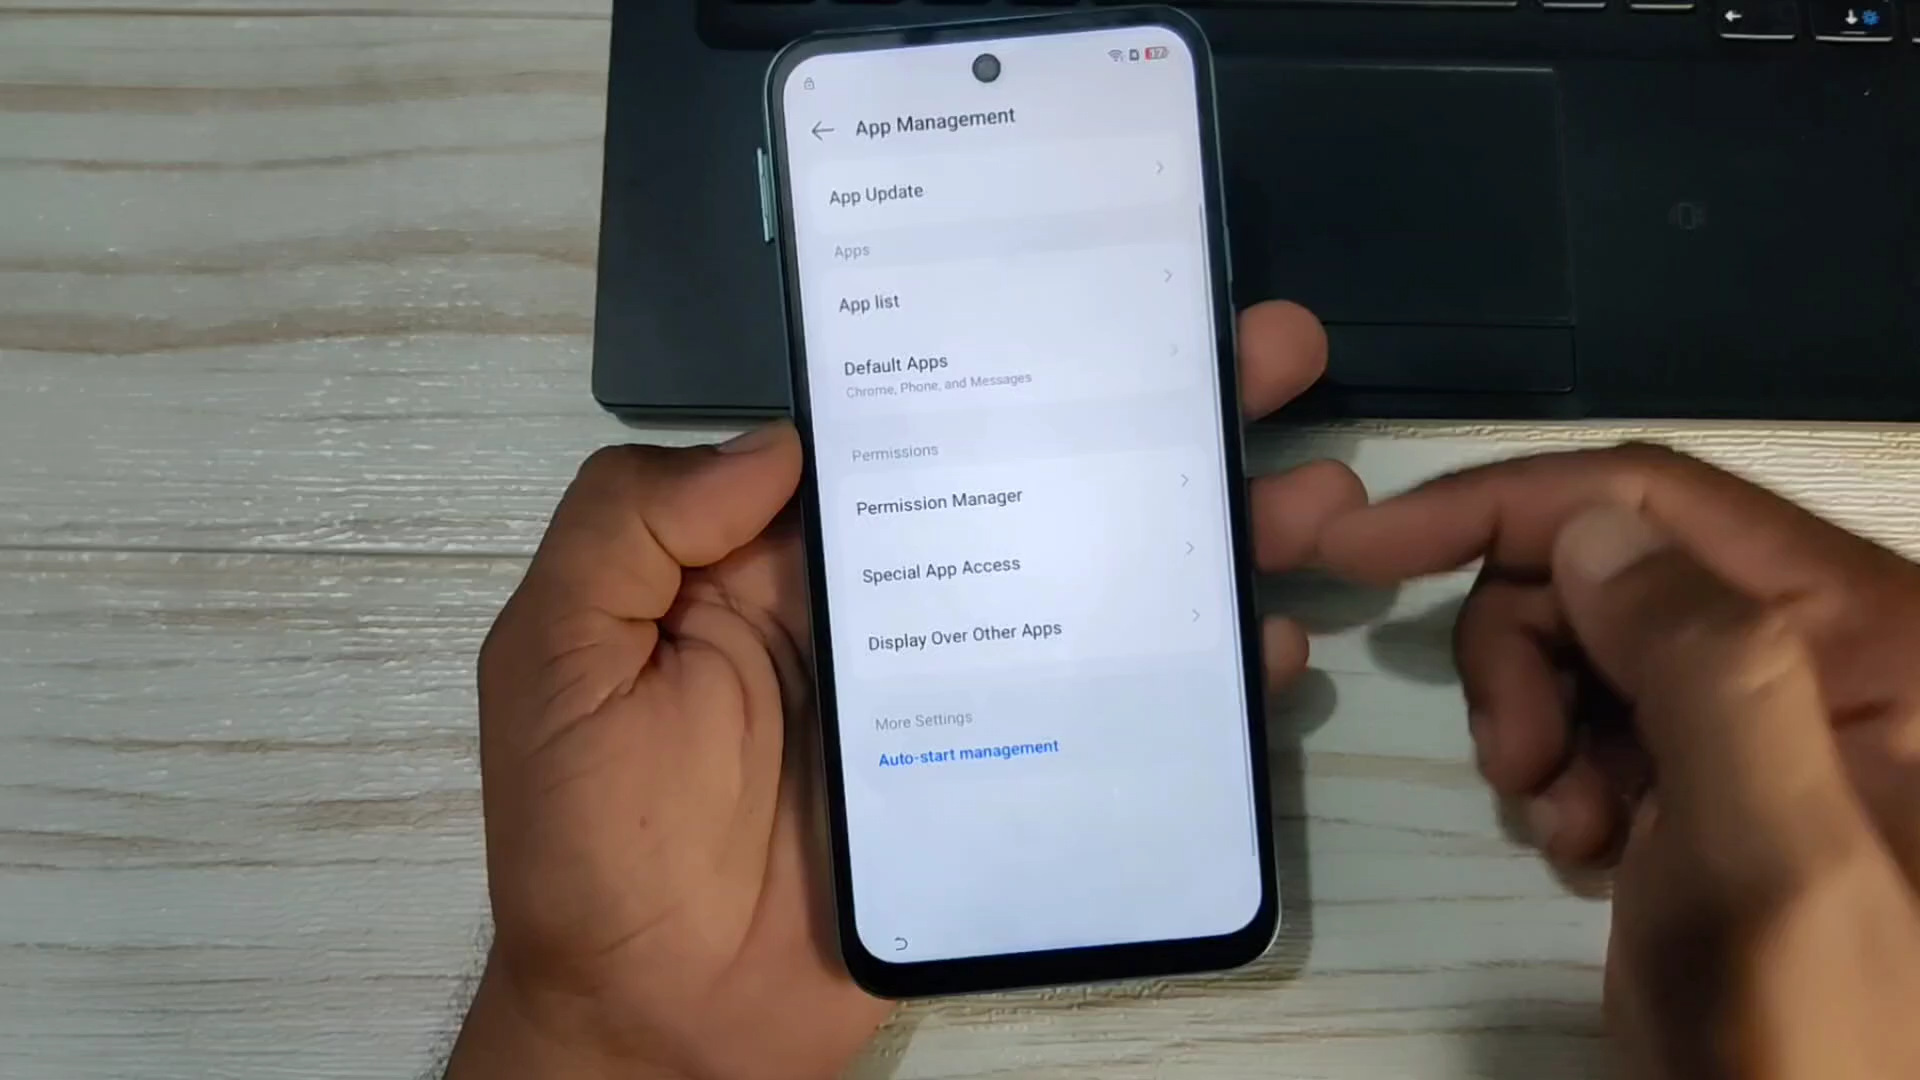 App Management
App Update
Apps
App list
Default Apps
Chrome, Phone, and Messages
Permissions
Permission Manager
Special App Access
Display Over Other Apps
More Settings
Auto-start management